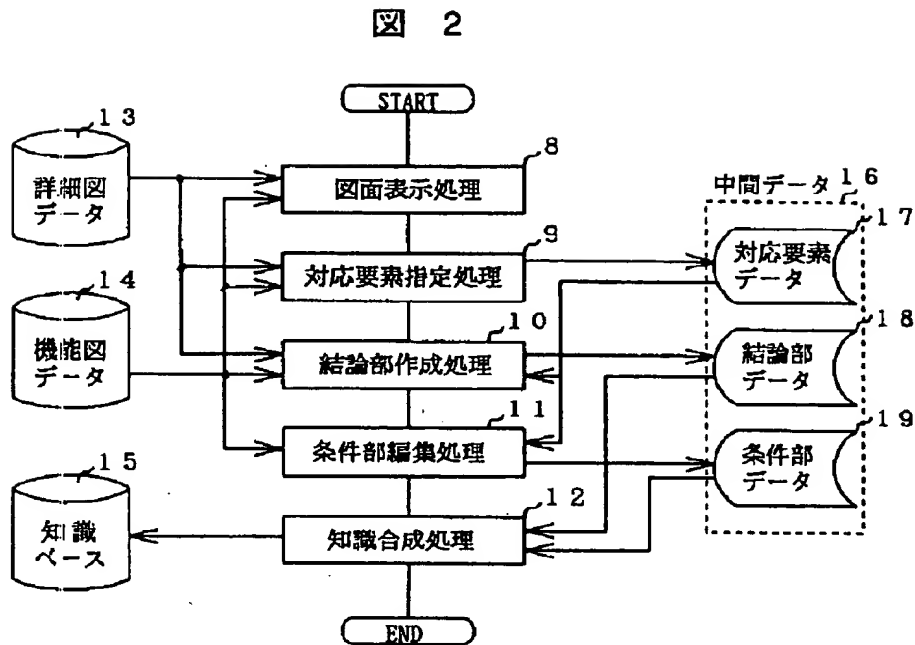 図 2
START
13
詳細図
データ
8
図面表示処理
中間データ
16
17
対応要素
データ
9
対応要素指定処理
14
機能図
データ
10
結論部作成処理
18
結論部
データ
11
条件部編集処理
19
条件部
データ
15
知識
ベース
12
知識合成処理
END